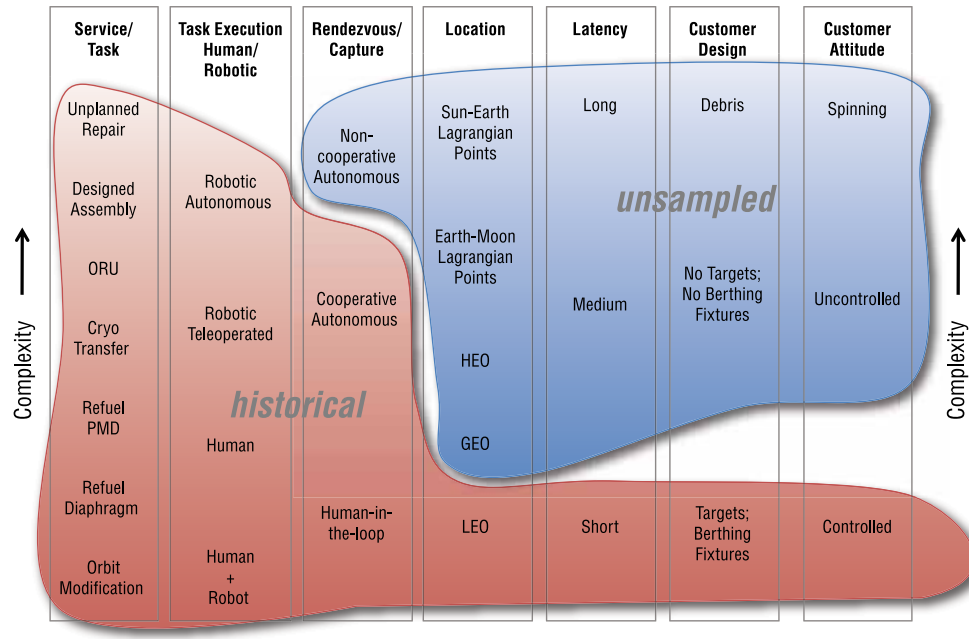 Service/
Task
Task Execution
Human/
Robotic
Rendezvous/
Capture
Location
Latency
Customer
Design
Customer
Attitude
Unplanned
Repair
Designed
Assembly
ORU
Cryo
Transfer
Refuel
PMD
Refuel
Diaphragm
Orbit
Modification
Robotic
Autonomous
Robotic
Teleoperated
Human
Human
+
Robot
Non-
cooperative
Autonomous
Cooperative
Autonomous
Human-in-
the-loop
Sun-Earth
Lagrangian
Points
Earth-Moon
Lagrangian
Points
HEO
GEO
LEO
Long
Medium
Short
Debris
No Targets;
No Berthing
Fixtures
Targets;
Berthing
Fixtures
Spinning
Uncontrolled
Controlled
unsampled
historical
Complexity
Complexity